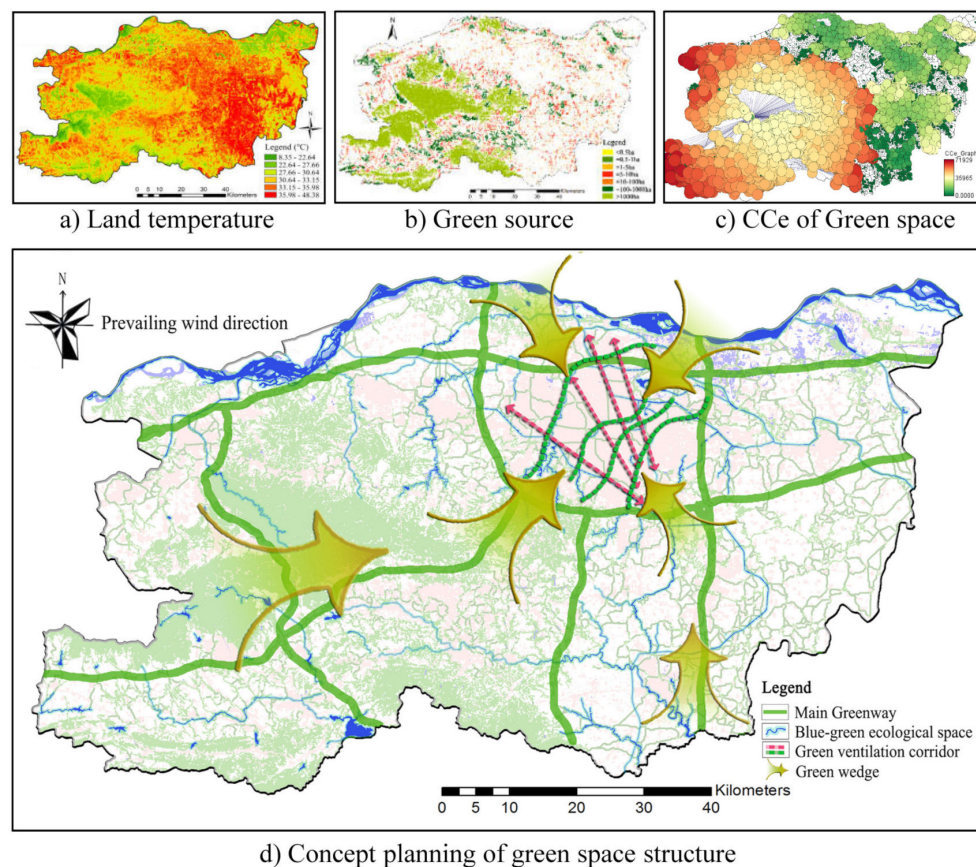 N
Legend (°C)
8.35 - 22.64
22.64 - 27.66
27.66 - 30.64
30.64 - 33.15
33.15 - 35.98
35.98 - 48.38
0 5 10 20 30 40
Kilometers
a) Land temperature
N
Legend
Kilometers
b) Green source
CCe_Graph
71929
35965
0.0000
c) CCe of Green space
N
Prevailing wind direction
Legend
Main Greenway
Blue-green ecological space
Green ventilation corridor
Green wedge
Kilometers
0 5 10 20 30 40
d) Concept planning of green space structure